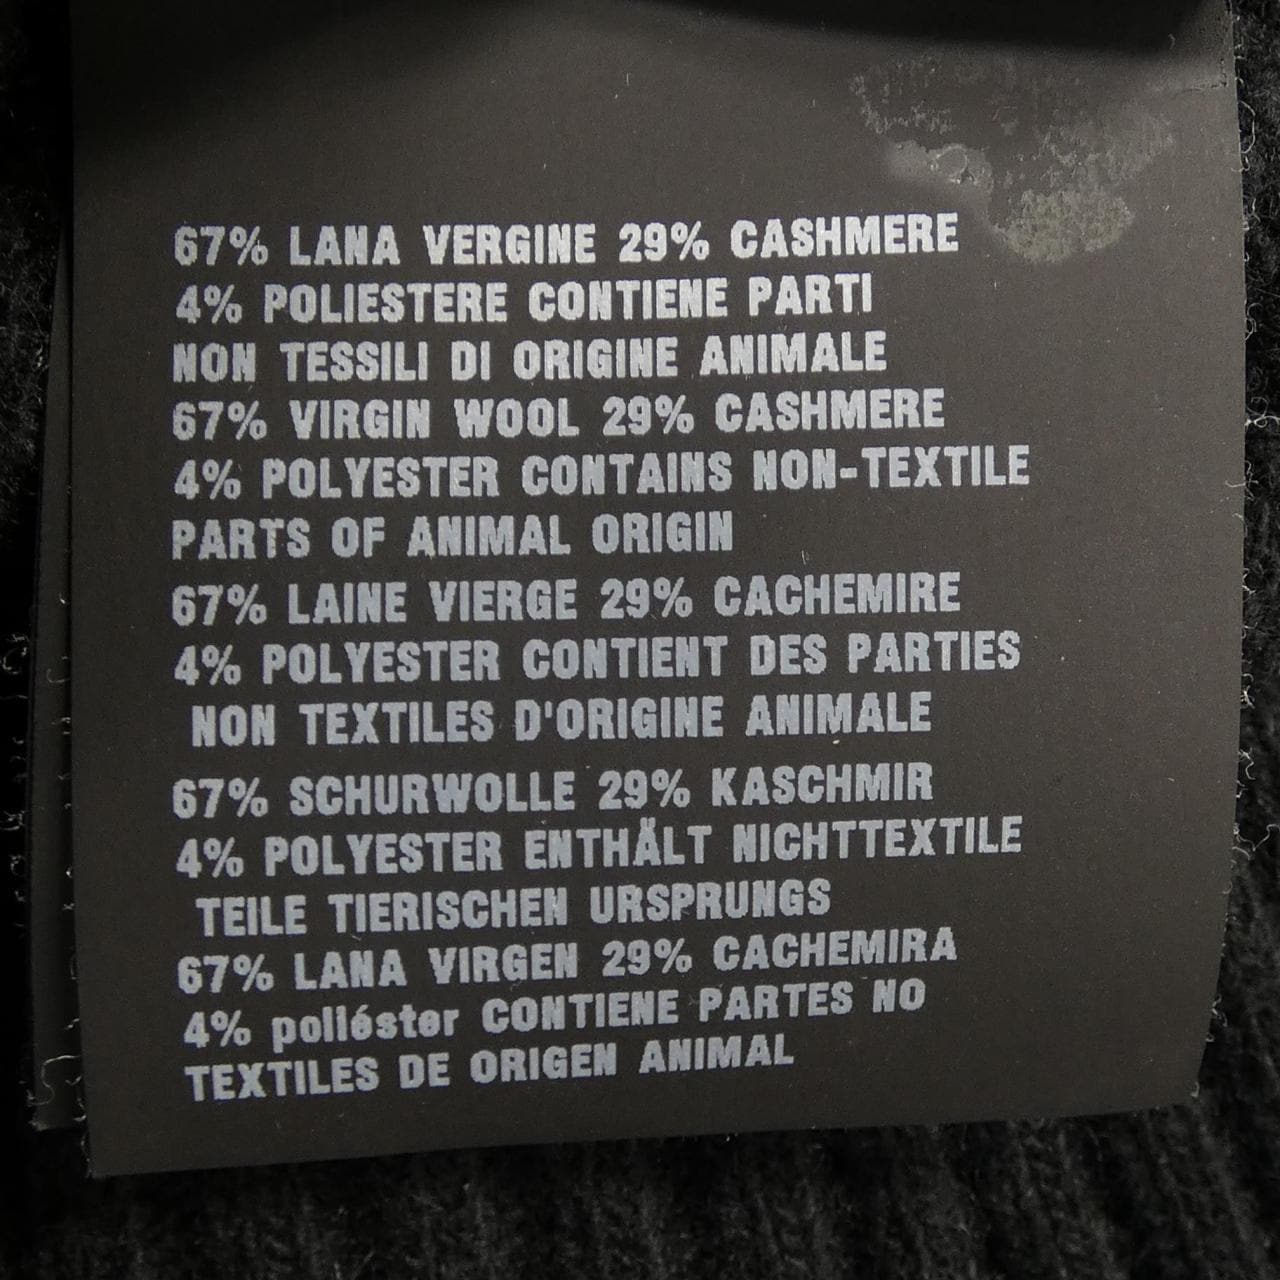 67% LANA VERGINE 29% CASHMERE
4% POLIESTERE CONTIENE PARTI
NON TESSILI DI ORIGINE ANIMALE
67% VIRGIN WOOL 29% CASHMERE
4% POLYESTER CONTAINS NON-TEXTILE
PARTS OF ANIMAL ORIGIN
67% LAINE VIERGE 29% CACHEMIRE
4% POLYESTER CONTIENT DES PARTIES
NON TEXTILES D'ORIGINE ANIMALE
67% SCHURWOLLE 29% KASCHMIR
4% POLYESTER ENTHÄLT NICHTTEXTILE
TEILE TIERISCHEN URSPRUNGS
67% LANA VIRGEN 29% CACHEMIRA
4% poliéster CONTIENE PARTES NO
TEXTILES DE ORIGEN ANIMAL